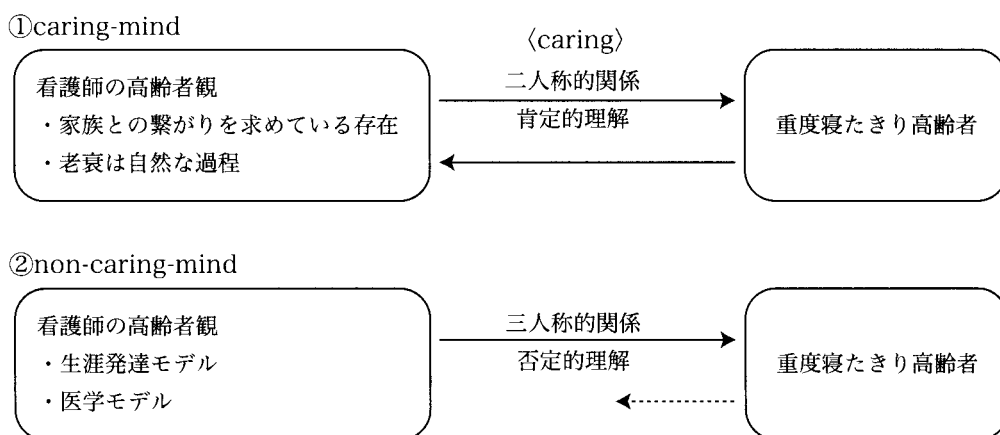 ①caring-mind
〈caring〉
看護師の高齢者観
・家族との繋がりを求めている存在
・老衰は自然な過程
二人称的関係
肯定的理解
重度寝たきり高齢者
②non-caring-mind
看護師の高齢者観
・生涯発達モデル
・医学モデル
三人称的関係
否定的理解
重度寝たきり高齢者